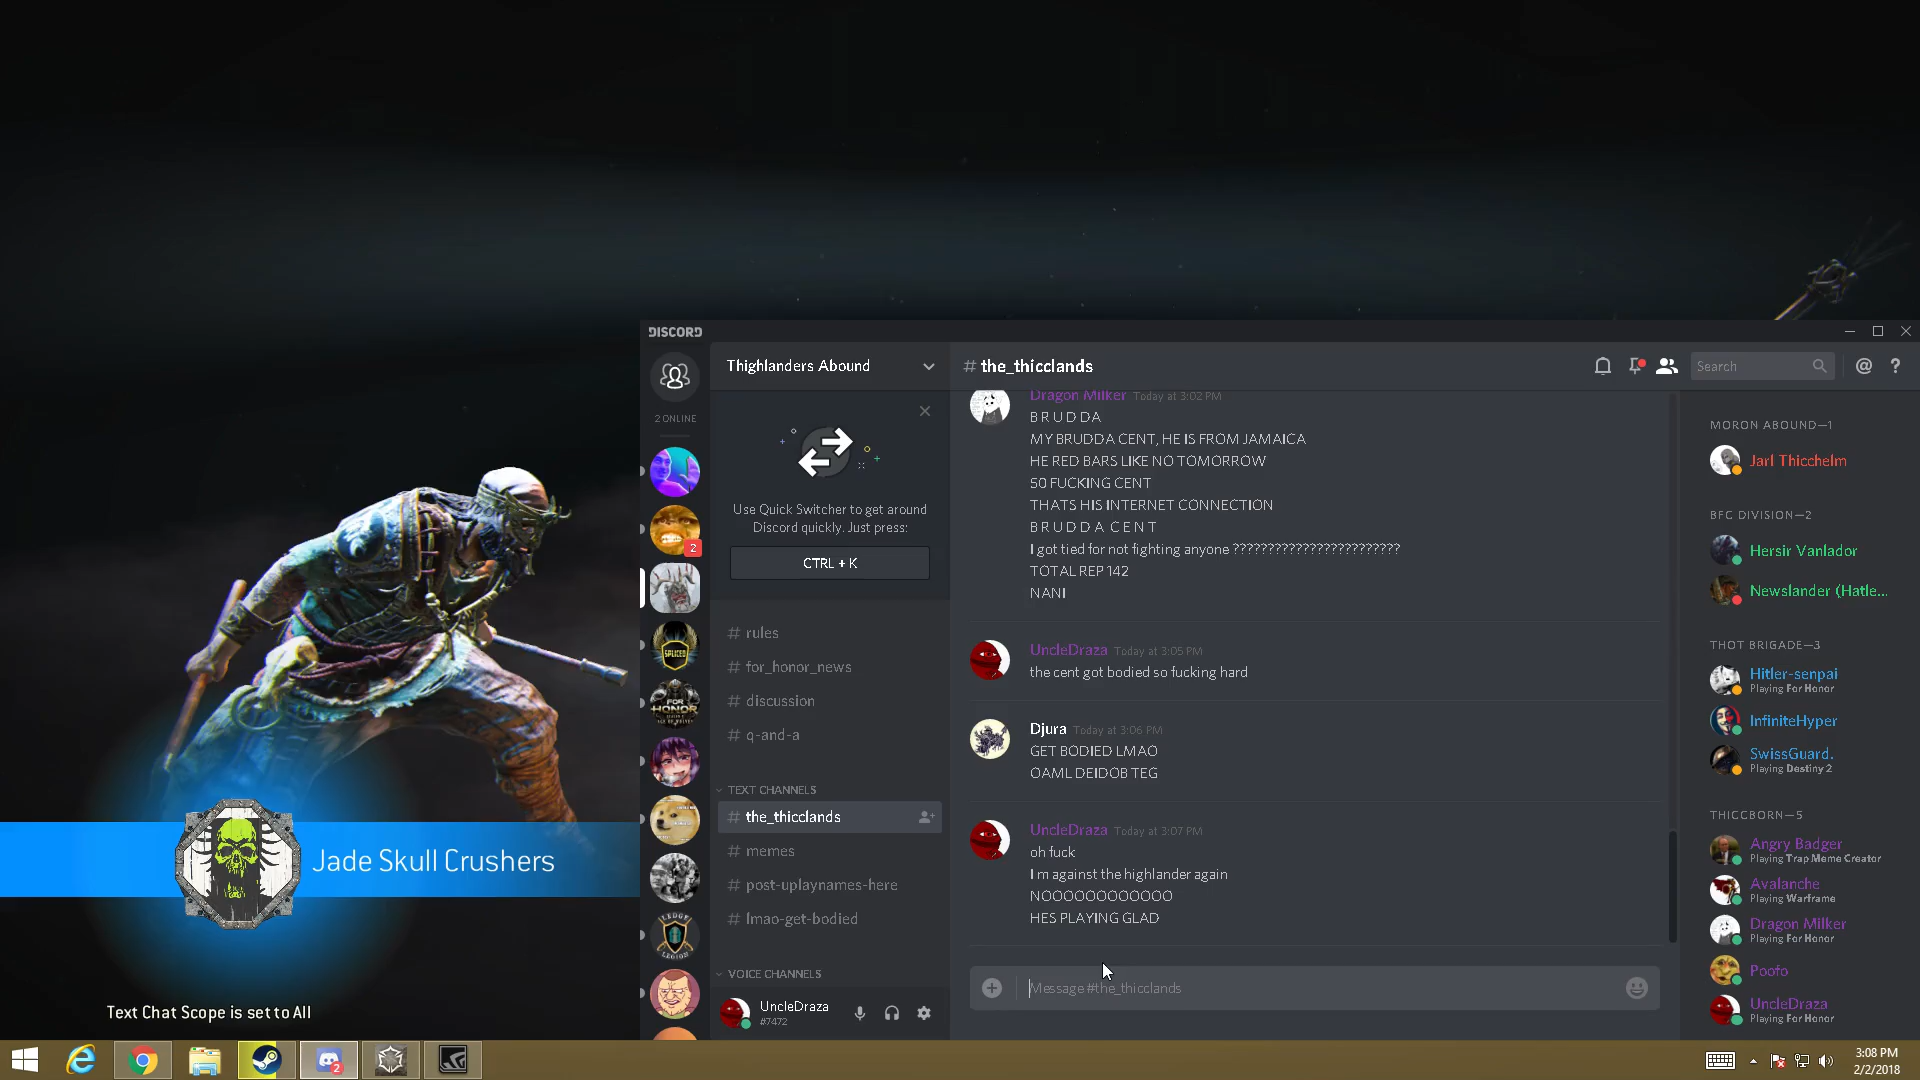 DISCORD
2 ONLINE
2
SPLICED
FOR HONOR
LEDGE
LEGION
Thighlanders Abound
Use Quick Switcher to get around
Discord quickly. Just press:
CTRL + K
# rules
# for_honor_news
# discussion
# q-and-a
TEXT CHANNELS
# the_thicclands
# memes
# post-uplaynames-here
# lmao-get-bodied
VOICE CHANNELS
UncleDraza
#7472
# the_thicclands
Search
Dragon Milker Today at 3:02 PM
B R U D D A
MY BRUDDA CENT, HE IS FROM JAMAICA
HE RED BARS LIKE NO TOMORROW
50 FUCKING CENT
THATS HIS INTERNET CONNECTION
B R U D D A C E N T
I got tied for not fighting anyone ????????????????????????
TOTAL REP 142
NANI
UncleDraza Today at 3:05 PM
the cent got bodied so fucking hard
Djura Today at 3:06 PM
GET BODIED LMAO
OAML DEIDOB TEG
UncleDraza Today at 3:07 PM
oh fuck
I m against the highlander again
NOOOOOOOOOOOO
HES PLAYING GLAD
Message #the_thicclands
MORON ABOUND—1
Jarl Thicchelm
BFC DIVISION—2
Hersir Vanlador
Newslander (Hatle...
THOT BRIGADE—3
Hitler-senpai
Playing For Honor
InfiniteHyper
SwissGuard.
Playing Destiny 2
THICCBORN—5
Angry Badger
Playing Trap Meme Creator
Avalanche
Playing Warframe
Dragon Milker
Playing For Honor
Poofo
UncleDraza
Playing For Honor
Jade Skull Crushers
Text Chat Scope is set to All
2
3:08 PM
2/2/2018